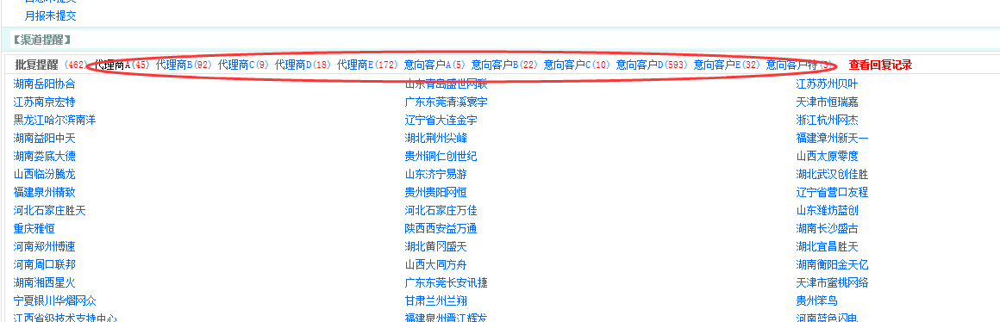 月报未提交
【渠道提醒】
批复提醒 (462) 代理商A(45) 代理商B(92) 代理商C(9) 代理商D(18) 代理商E(172) 意向客户A(5) 意向客户B(22) 意向客户C(10) 意向客户D(593) 意向客户E(32) 意向客户特(3) 查看回复记录
湖南岳阳协合 山东青岛盛世网联 江苏苏州贝叶
江苏南京宏特 广东东莞清溪寰宇 天津市恒瑞嘉
黑龙江哈尔滨南洋 辽宁省大连金宇 浙江杭州网杰
湖南益阳中天 湖北荆州尖峰 福建漳州新天一
湖南娄底大德 贵州铜仁创世纪 山西太原零度
山西临汾腾龙 山东济宁易游 湖北武汉创佳胜
福建泉州精致 贵州贵阳网恒 辽宁省营口友程
河北石家庄胜天 河北石家庄万佳 山东潍坊蓝创
重庆雅恒 陕西西安益万通 湖南长沙盛古
河南郑州博速 湖北黄冈盛天 湖北宜昌胜天
河南周口联邦 山西大同方舟 湖南衡阳金天亿
湖南湘西星火 广东东莞长安讯捷 天津市蜜桃网络
宁夏银川华熠网众 甘肃兰州兰翔 贵州笨鸟
江西省级技术支持中心 福建泉州晋江辉发 河南蓝色闪电